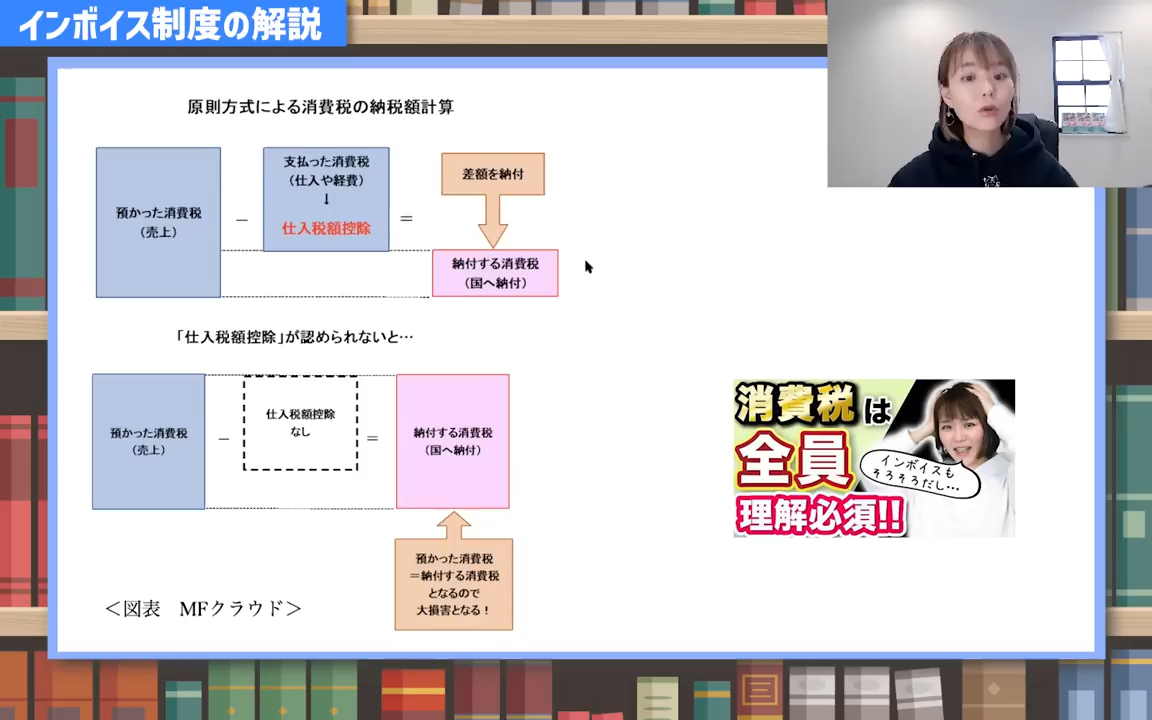 インボイス制度の解説
原則方式による消費税の納税額計算
預かった消費税
（売上）
－
支払った消費税
（仕入や経費）
↓
仕入税額控除
＝
差額を納付
納付する消費税
（国へ納付）
「仕入税額控除」が認められないと…
預かった消費税
（売上）
－
仕入税額控除
なし
＝
納付する消費税
（国へ納付）
預かった消費税
＝納付する消費税
となるので
大損害となる！
＜図表　MFクラウド＞
消費税は
全員
理解必須!!
インボイスも
そろそろだし…